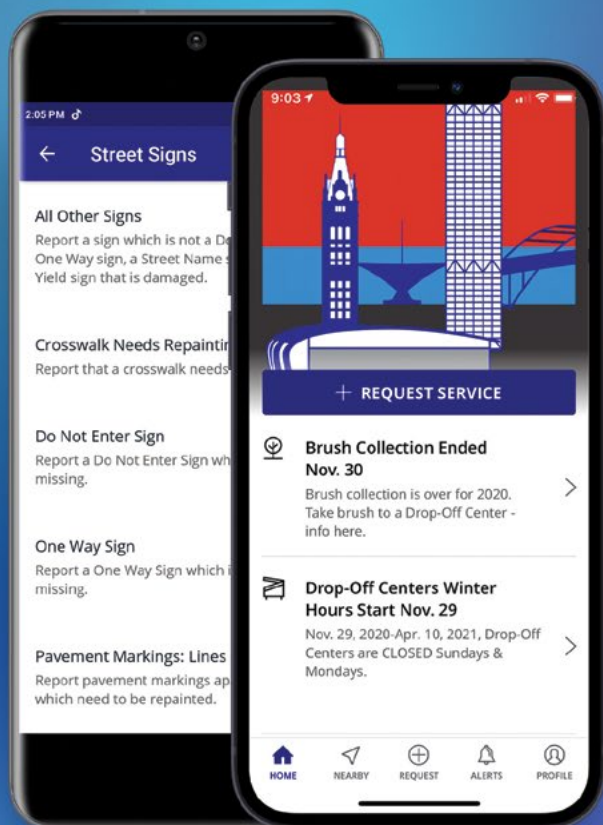 2:05 PM
Street Signs
All Other Signs
Report a sign which is not a Do
One Way sign, a Street Name
Yield sign that is damaged.
Crosswalk Needs
Report that a crosswalk needs
Do Not Enter Sign
Report a Do Not Enter Sign
missing.
One Way Sign
Report a One Way Sign which
missing.
Pavement Markings: Lines
Report pavement markings
which need to be repainted.
9:03
+ REQUEST SERVICE
Brush Collection Ended
Nov. 30
Brush collection is over for 2020.
Take brush to a Drop-Off Center -
info here.
Drop-Off Centers Winter
Hours Start Nov. 29
Nov. 29, 2020-Apr. 10, 2021, Drop-Off
Centers are CLOSED Sundays &
Mondays.
HOME NEARBY REQUEST ALERTS PROFILE